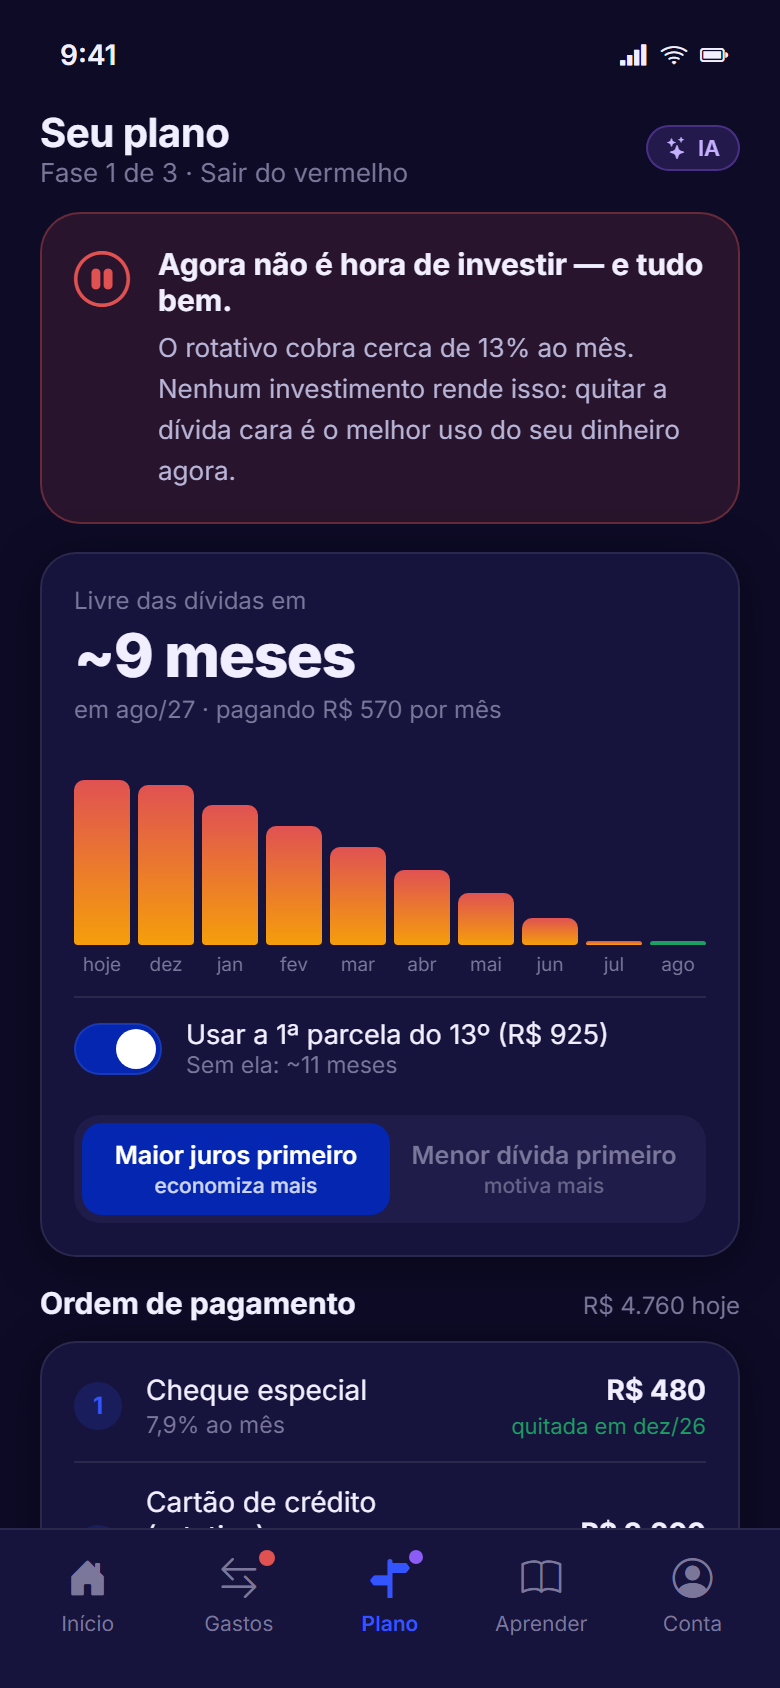 9:41
Seu plano
IA
Fase 1 de 3 · Sair do vermelho
Agora não é hora de investir — e tudo
bem.
O rotativo cobra cerca de 13% ao mês.
Nenhum investimento rende isso: quitar a
dívida cara é o melhor uso do seu dinheiro
agora.
Livre das dívidas em
~9 meses
em ago/27 · pagando R$ 570 por mês
hoje dez jan fev mar abr mai jun jul ago
Usar a 1ª parcela do 13º (R$ 925)
Sem ela: ~11 meses
Maior juros primeiro
economiza mais
Menor dívida primeiro
motiva mais
Ordem de pagamento
R$ 4.760 hoje
1
Cheque especial
R$ 480
7,9% ao mês
quitada em dez/26
Cartão de crédito
Início
Gastos
Plano
Aprender
Conta